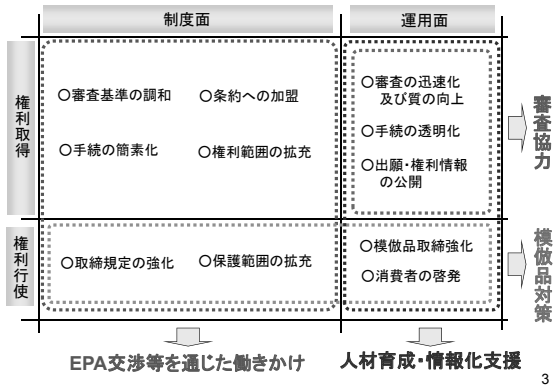 制度面
運用面
権利取得
○審査基準の調和
○条約への加盟
○手続の簡素化
○権利範囲の拡充
○審査の迅速化
及び質の向上
○手続の透明化
○出願・権利情報
の公開
審査協力
権利行使
○取締規定の強化
○保護範囲の拡充
○模倣品取締強化
○消費者の啓発
模倣品対策
EPA交渉等を通じた働きかけ
人材育成・情報化支援
3